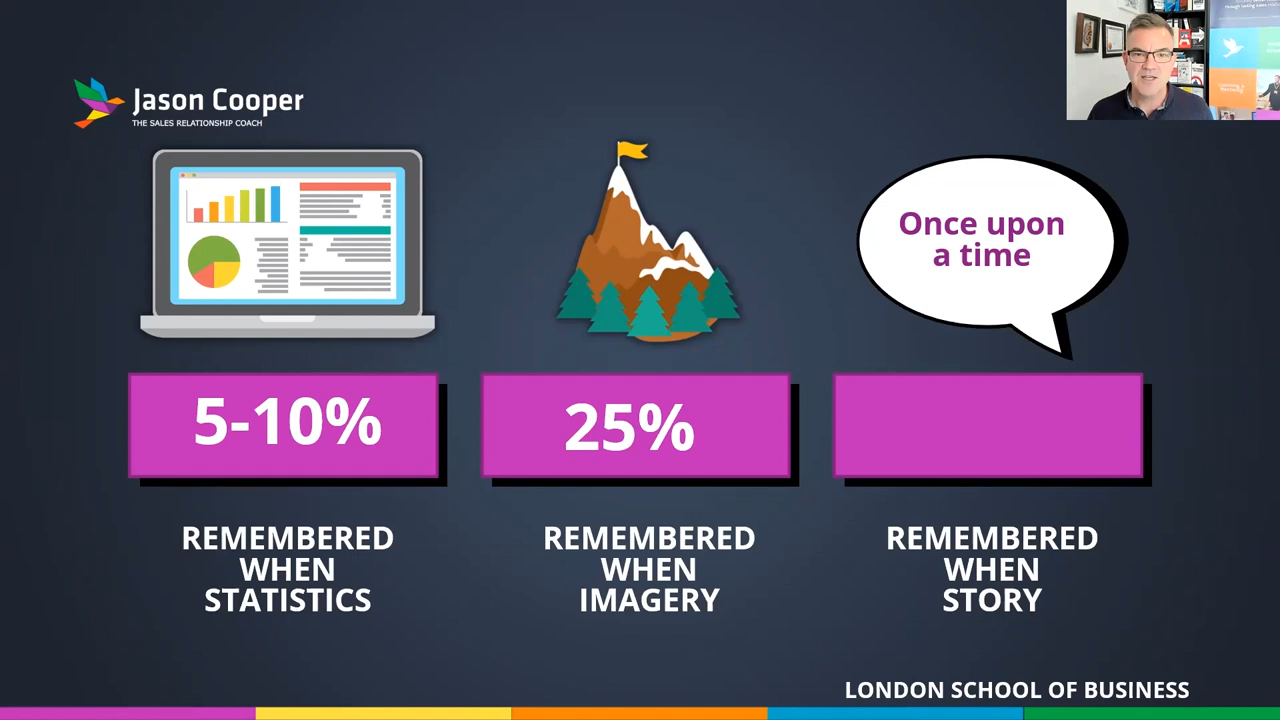 Jason Cooper
THE SALES RELATIONSHIP COACH
Once upon
a time
5-10%
25%
REMEMBERED
WHEN
STATISTICS
REMEMBERED
WHEN
IMAGERY
REMEMBERED
WHEN
STORY
LONDON SCHOOL OF BUSINESS